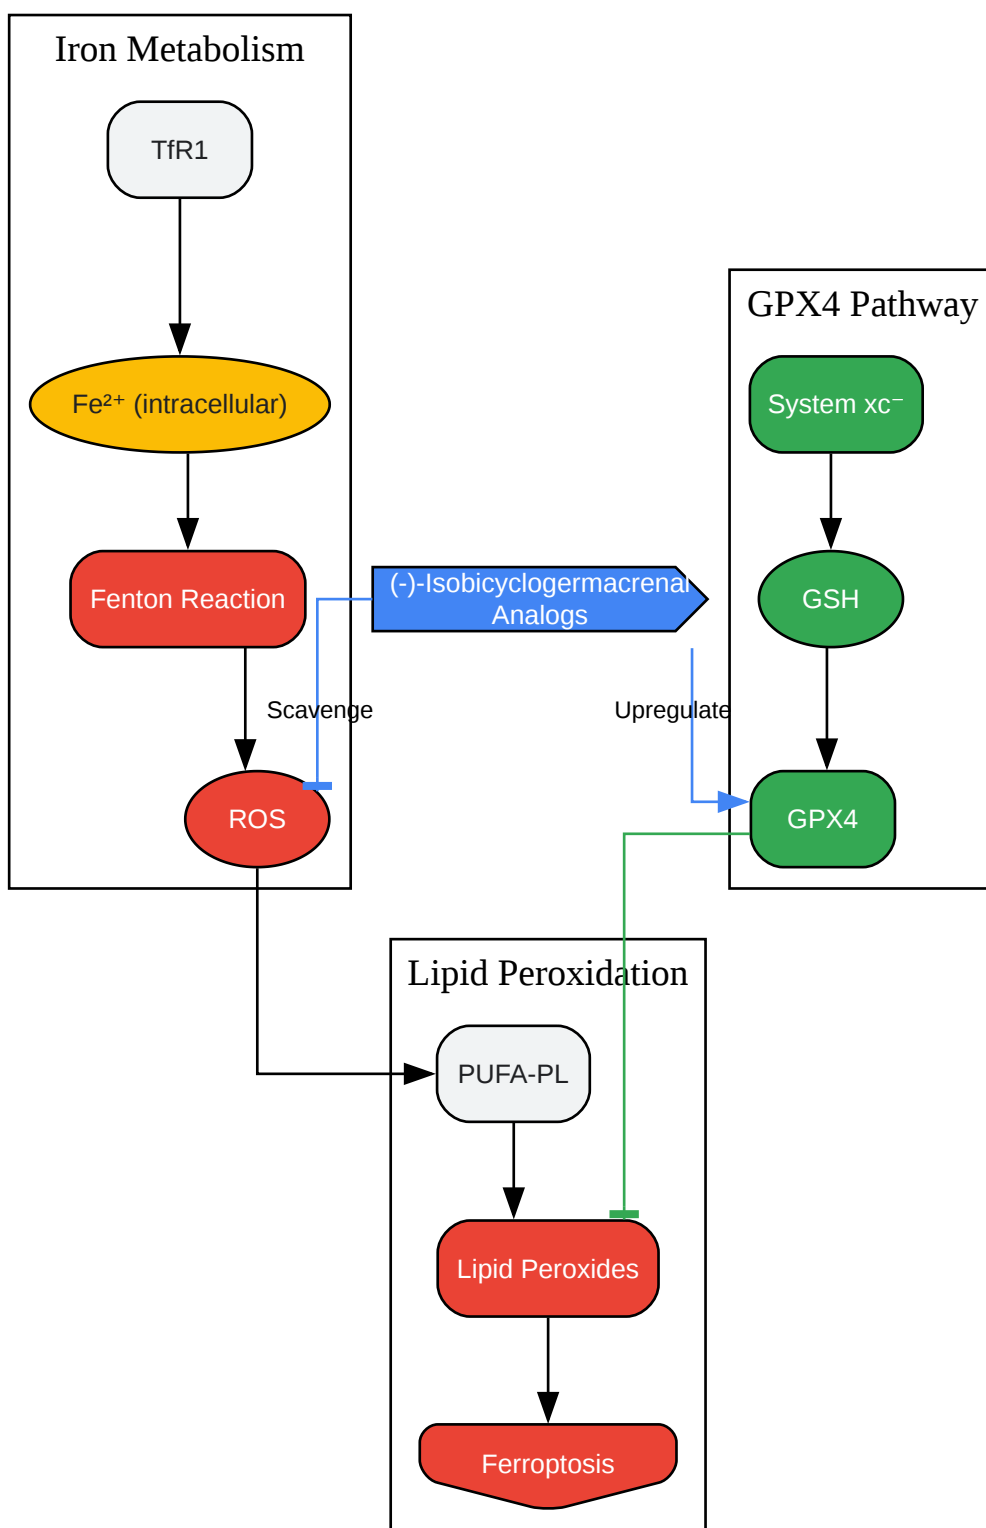 Iron Metabolism
TfR1
Fe²⁺ (intracellular)
Fenton Reaction
Scavenge
ROS
(-)-Isobicyclogermacrenal
Analogs
Upregulate
GPX4 Pathway
System xc⁻
GSH
GPX4
Lipid Peroxidation
PUFA-PL
Lipid Peroxides
Ferroptosis